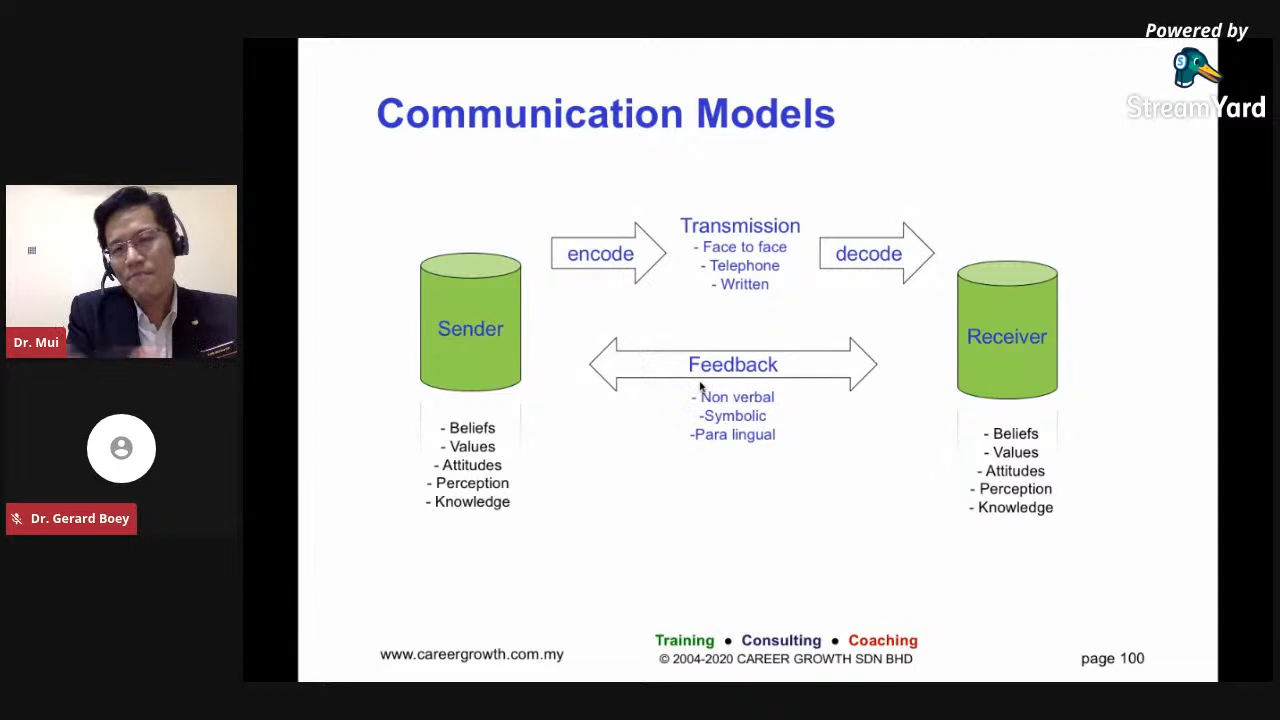 Powered by
StreamYard
Communication Models
Transmission
- Face to face
- Telephone
- Written
encode
decode
Sender
Receiver
Feedback
- Non verbal
-Symbolic
-Para lingual
- Beliefs
- Values
- Attitudes
- Perception
- Knowledge
- Beliefs
- Values
- Attitudes
- Perception
- Knowledge
Dr. Mui
Dr. Gerard Boey
www.careergrowth.com.my
Training ● Consulting ● Coaching
© 2004-2020 CAREER GROWTH SDN BHD
page 100